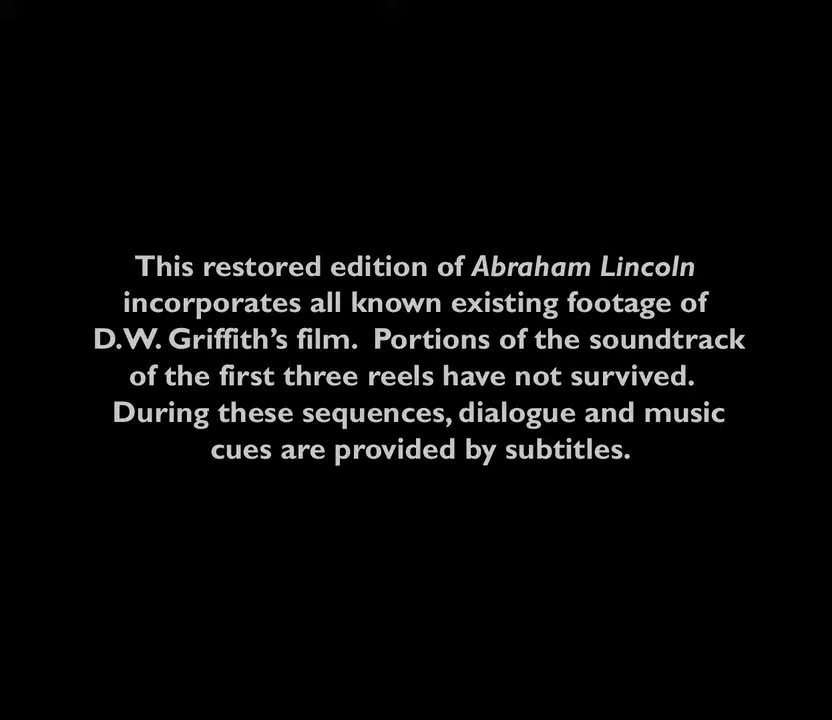 This restored edition of Abraham Lincoln
incorporates all known existing footage of
D.W. Griffith’s film.  Portions of the soundtrack
of the first three reels have not survived.
During these sequences, dialogue and music
cues are provided by subtitles.